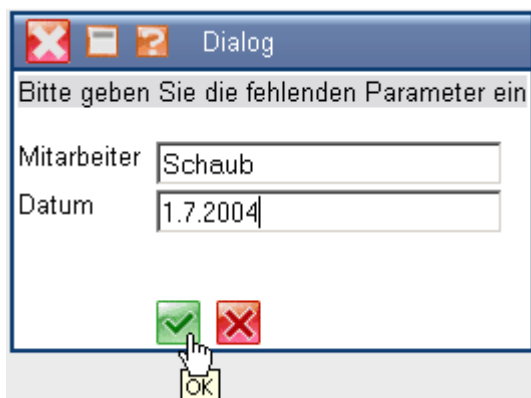 Dialog
Bitte geben Sie die fehlenden Parameter ein
Mitarbeiter Schaub
Datum 1.7.2004
OK